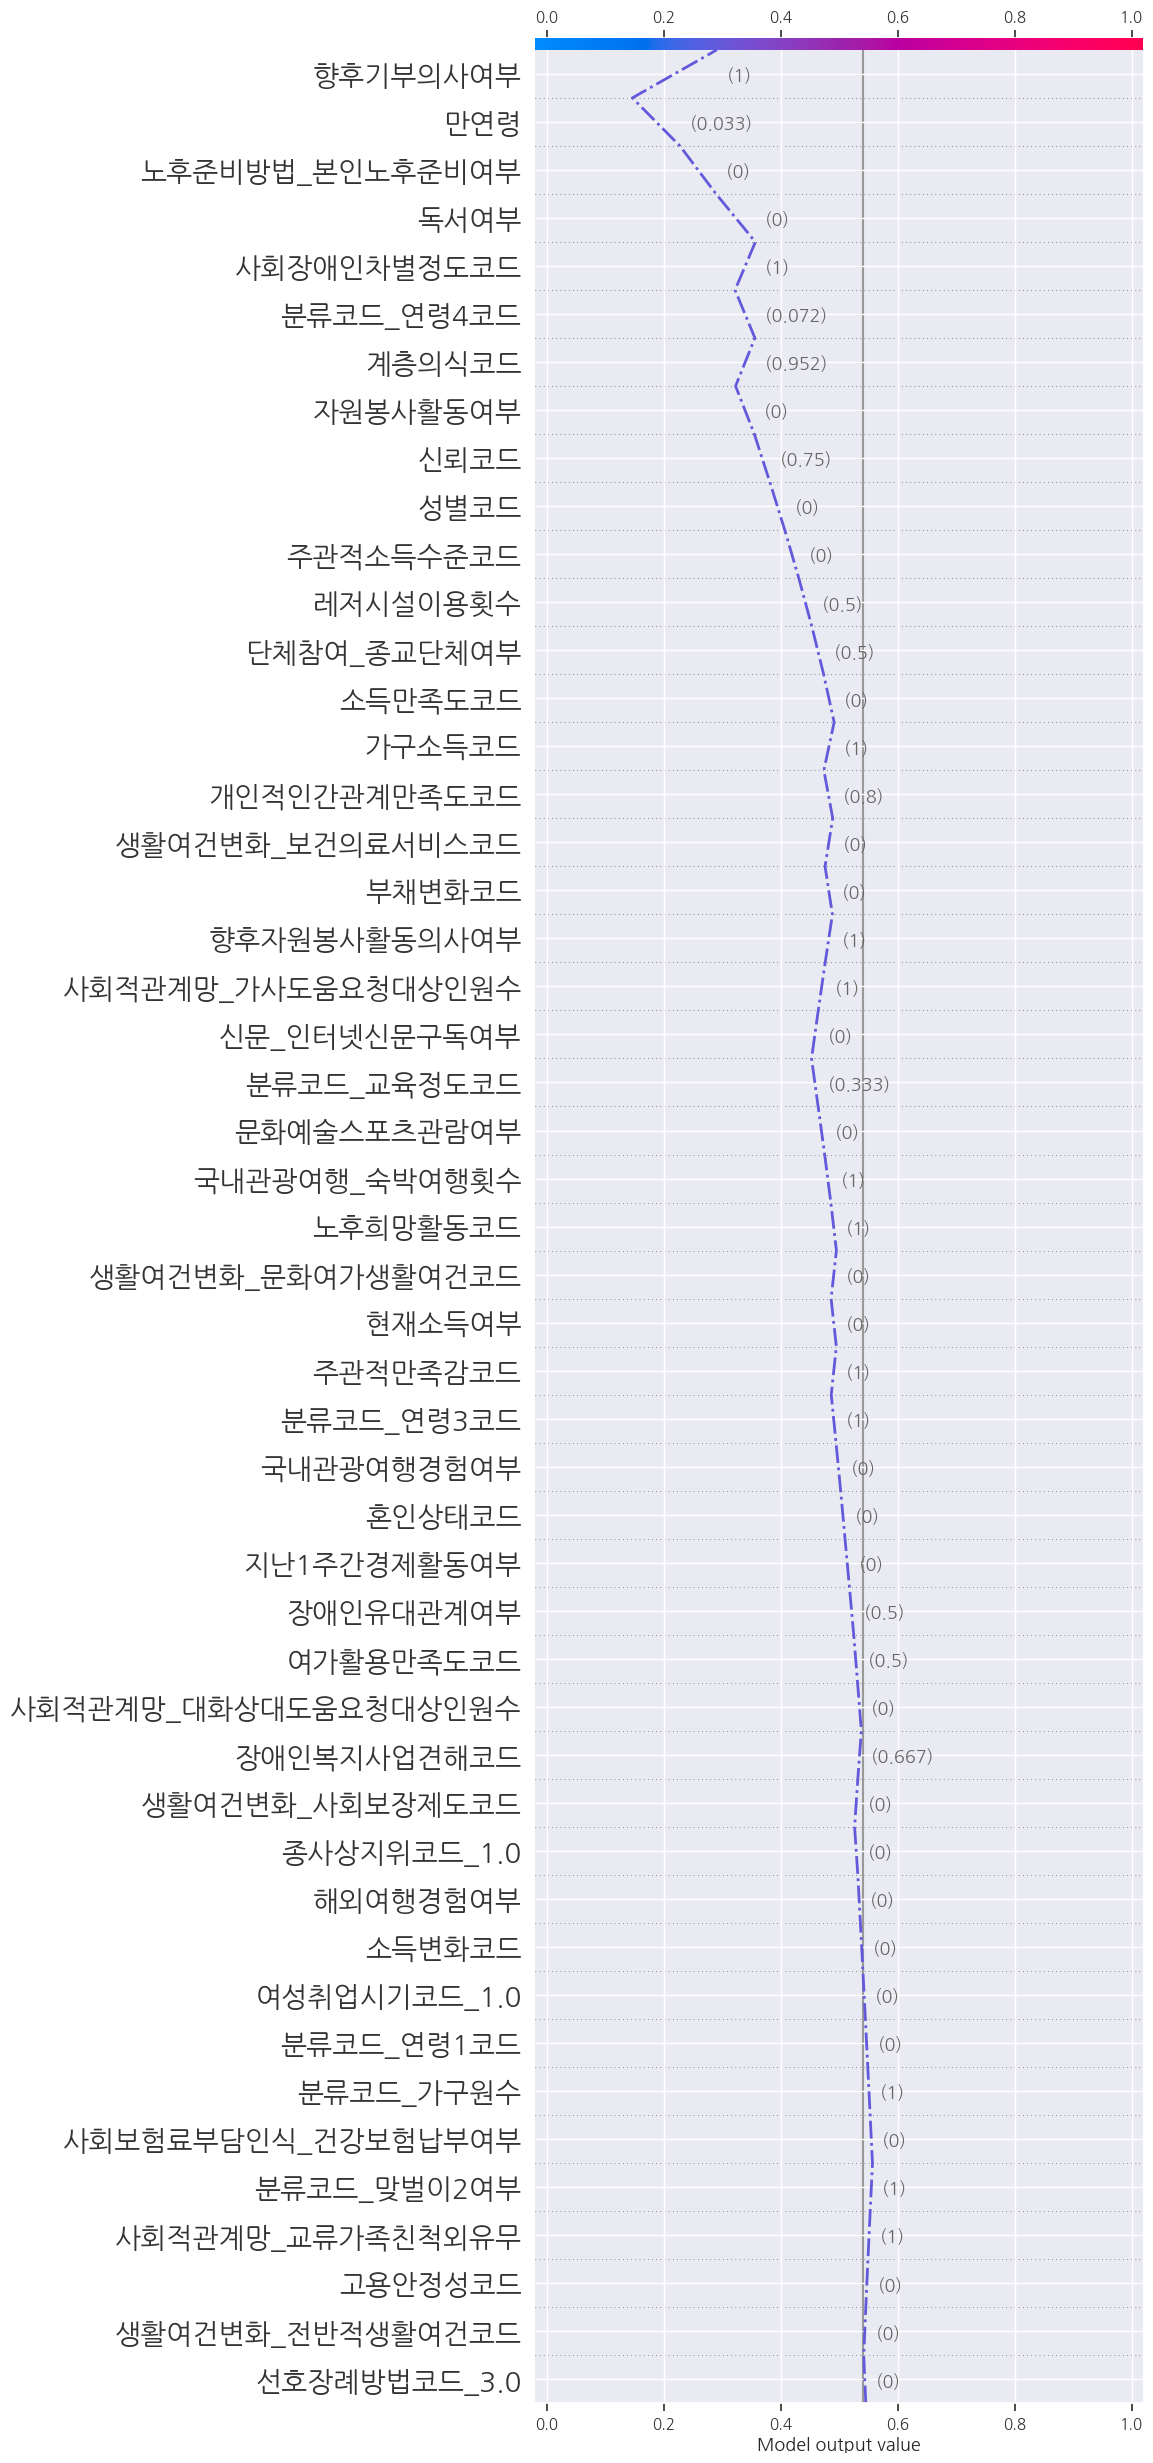 0.0 0.2 0.4 0.6 0.8 1.0
향후기부의사여부 (1)
만연령 (0.033)
노후준비방법_본인노후준비여부 (0)
독서여부 (0)
사회장애인차별정도코드 (1)
분류코드_연령4코드 (0.072)
계층의식코드 (0.952)
자원봉사활동여부 (0)
신뢰코드 (0.75)
성별코드 (0)
주관적소득수준코드 (0)
레저시설이용횟수 (0.5)
단체참여_종교단체여부 (0.5)
소득만족도코드 (0)
가구소득코드 (1)
개인적인간관계만족도코드 (0.8)
생활여건변화_보건의료서비스코드 (0)
부채변화코드 (0)
향후자원봉사활동의사여부 (1)
사회적관계망_가사도움요청대상인원수 (1)
신문_인터넷신문구독여부 (0)
분류코드_교육정도코드 (0.333)
문화예술스포츠관람여부 (0)
국내관광여행_숙박여행횟수 (1)
노후희망활동코드 (1)
생활여건변화_문화여가생활여건코드 (0)
현재소득여부 (0)
주관적만족감코드 (1)
분류코드_연령3코드 (1)
국내관광여행경험여부 (0)
혼인상태코드 (0)
지난1주간경제활동여부 (0)
장애인유대관계여부 (0.5)
여가활용만족도코드 (0.5)
사회적관계망_대화상대도움요청대상인원수 (0)
장애인복지사업견해코드 (0.667)
생활여건변화_사회보장제도코드 (0)
종사상지위코드_1.0 (0)
해외여행경험여부 (0)
소득변화코드 (0)
여성취업시기코드_1.0 (0)
분류코드_연령1코드 (0)
분류코드_가구원수 (1)
사회보험료부담인식_건강보험납부여부 (0)
분류코드_맞벌이2여부 (1)
사회적관계망_교류가족친척외유무 (1)
고용안정성코드 (0)
생활여건변화_전반적생활여건코드 (0)
선호장례방법코드_3.0 (0)
0.0 0.2 0.4 0.6 0.8 1.0
Model output value